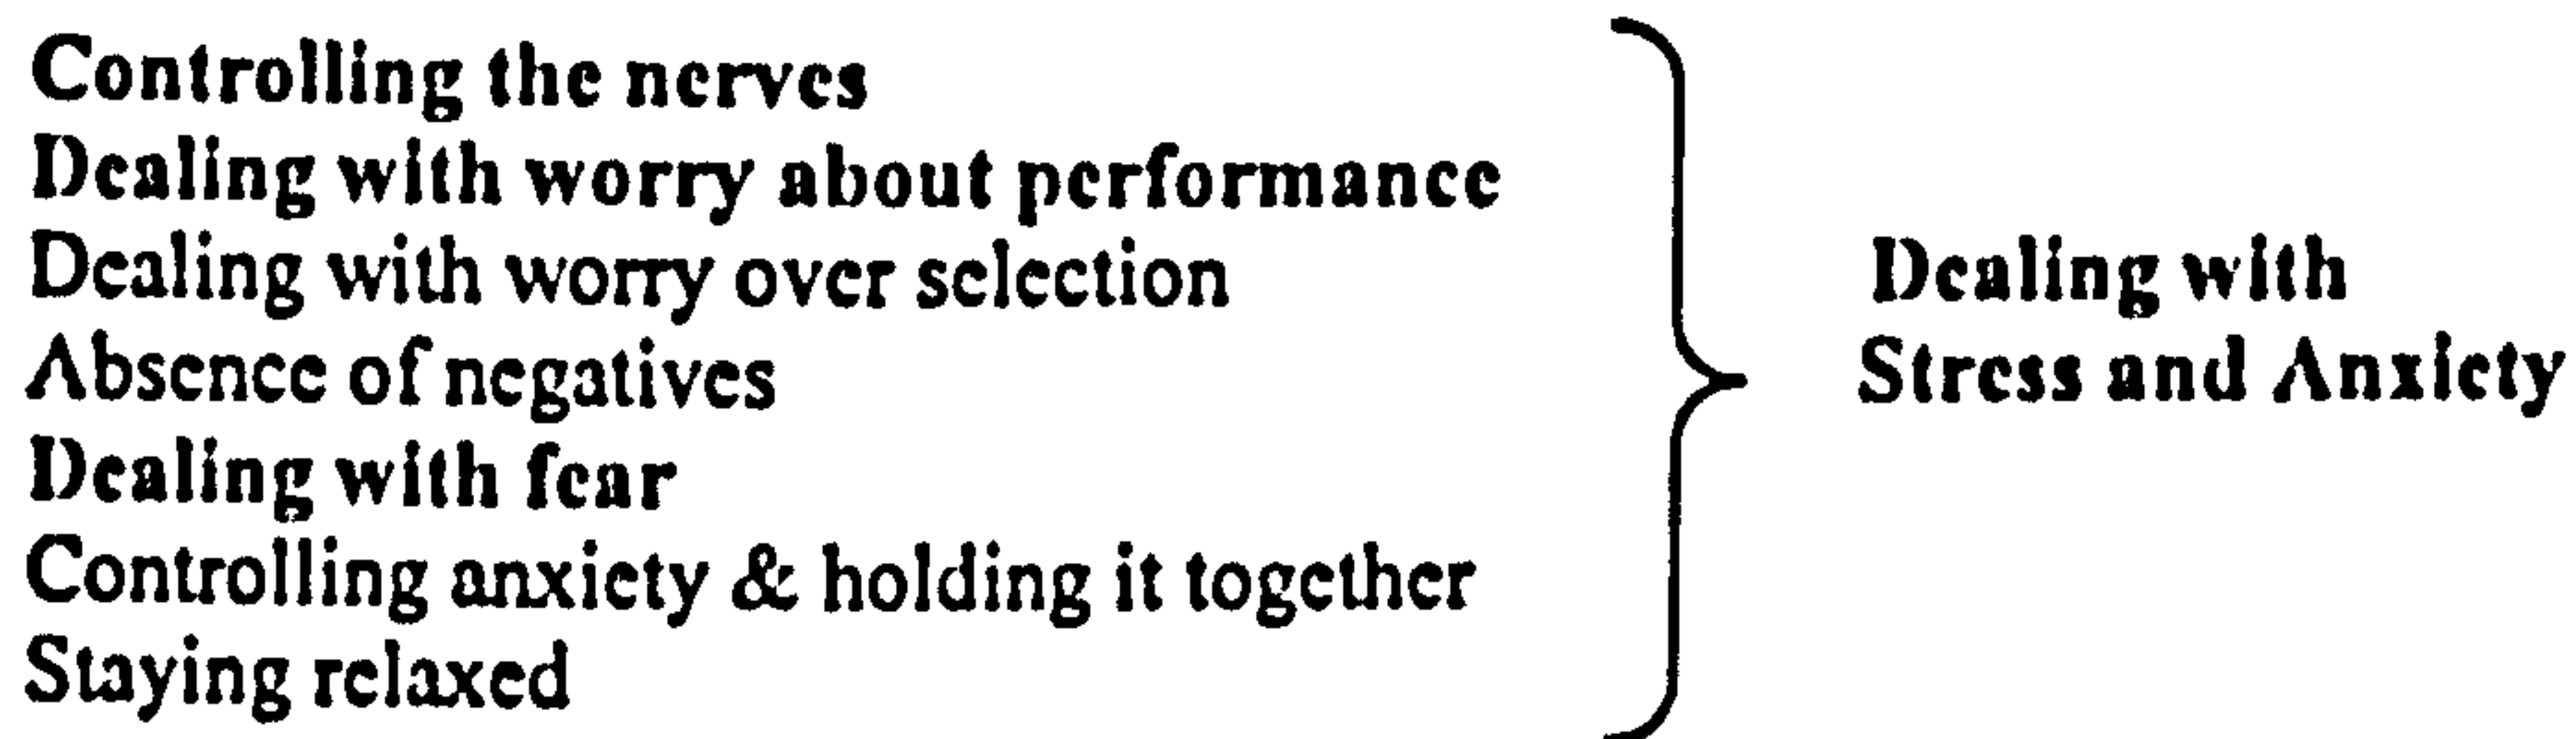 Controlling the nerves
Dealing with worry about performance
Dealing with worry over selection
Absence of negatives
Dealing with fear
Controlling anxiety & holding it together
Staying relaxed
Dealing with
Stress and Anxiety